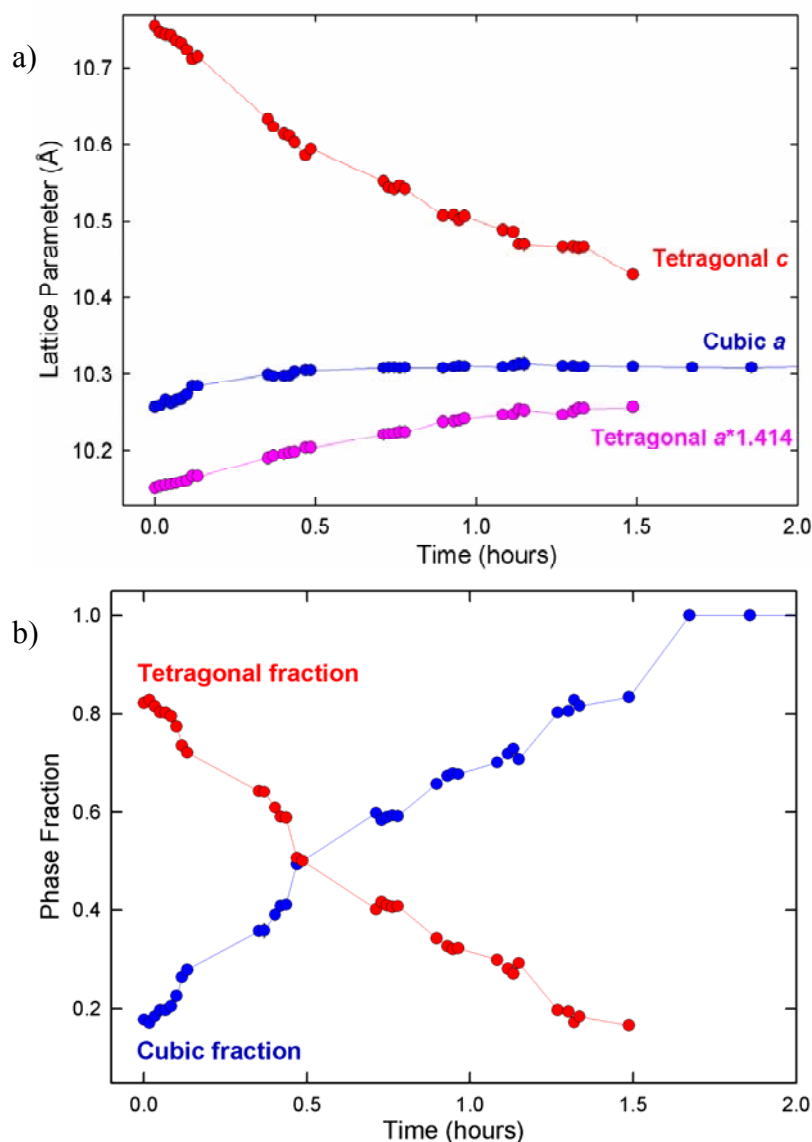 a)
Lattice Parameter (Å)
10.7
10.6
10.5
10.4
10.3
10.2
Tetragonal c
Cubic a
Tetragonal a*1.414
0.0 0.5 1.0 1.5 2.0
Time (hours)
b)
Phase Fraction
1.0
0.8
0.6
0.4
0.2
Tetragonal fraction
Cubic fraction
0.0 0.5 1.0 1.5 2.0
Time (hours)